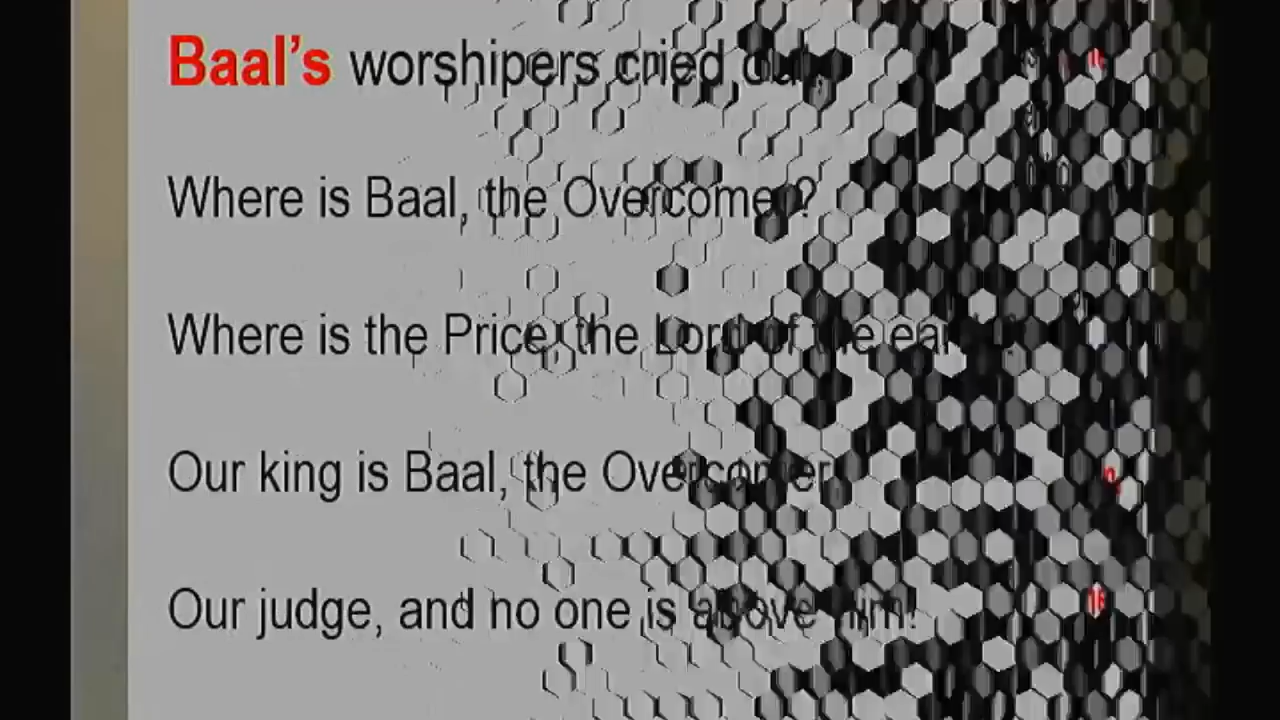 Baal's worshipers cried out,
Where is Baal, the Overcomer?
Where is the Price, the Lord of the earth?
Our king is Baal, the Overcomer,
Our judge, and no one is above him!